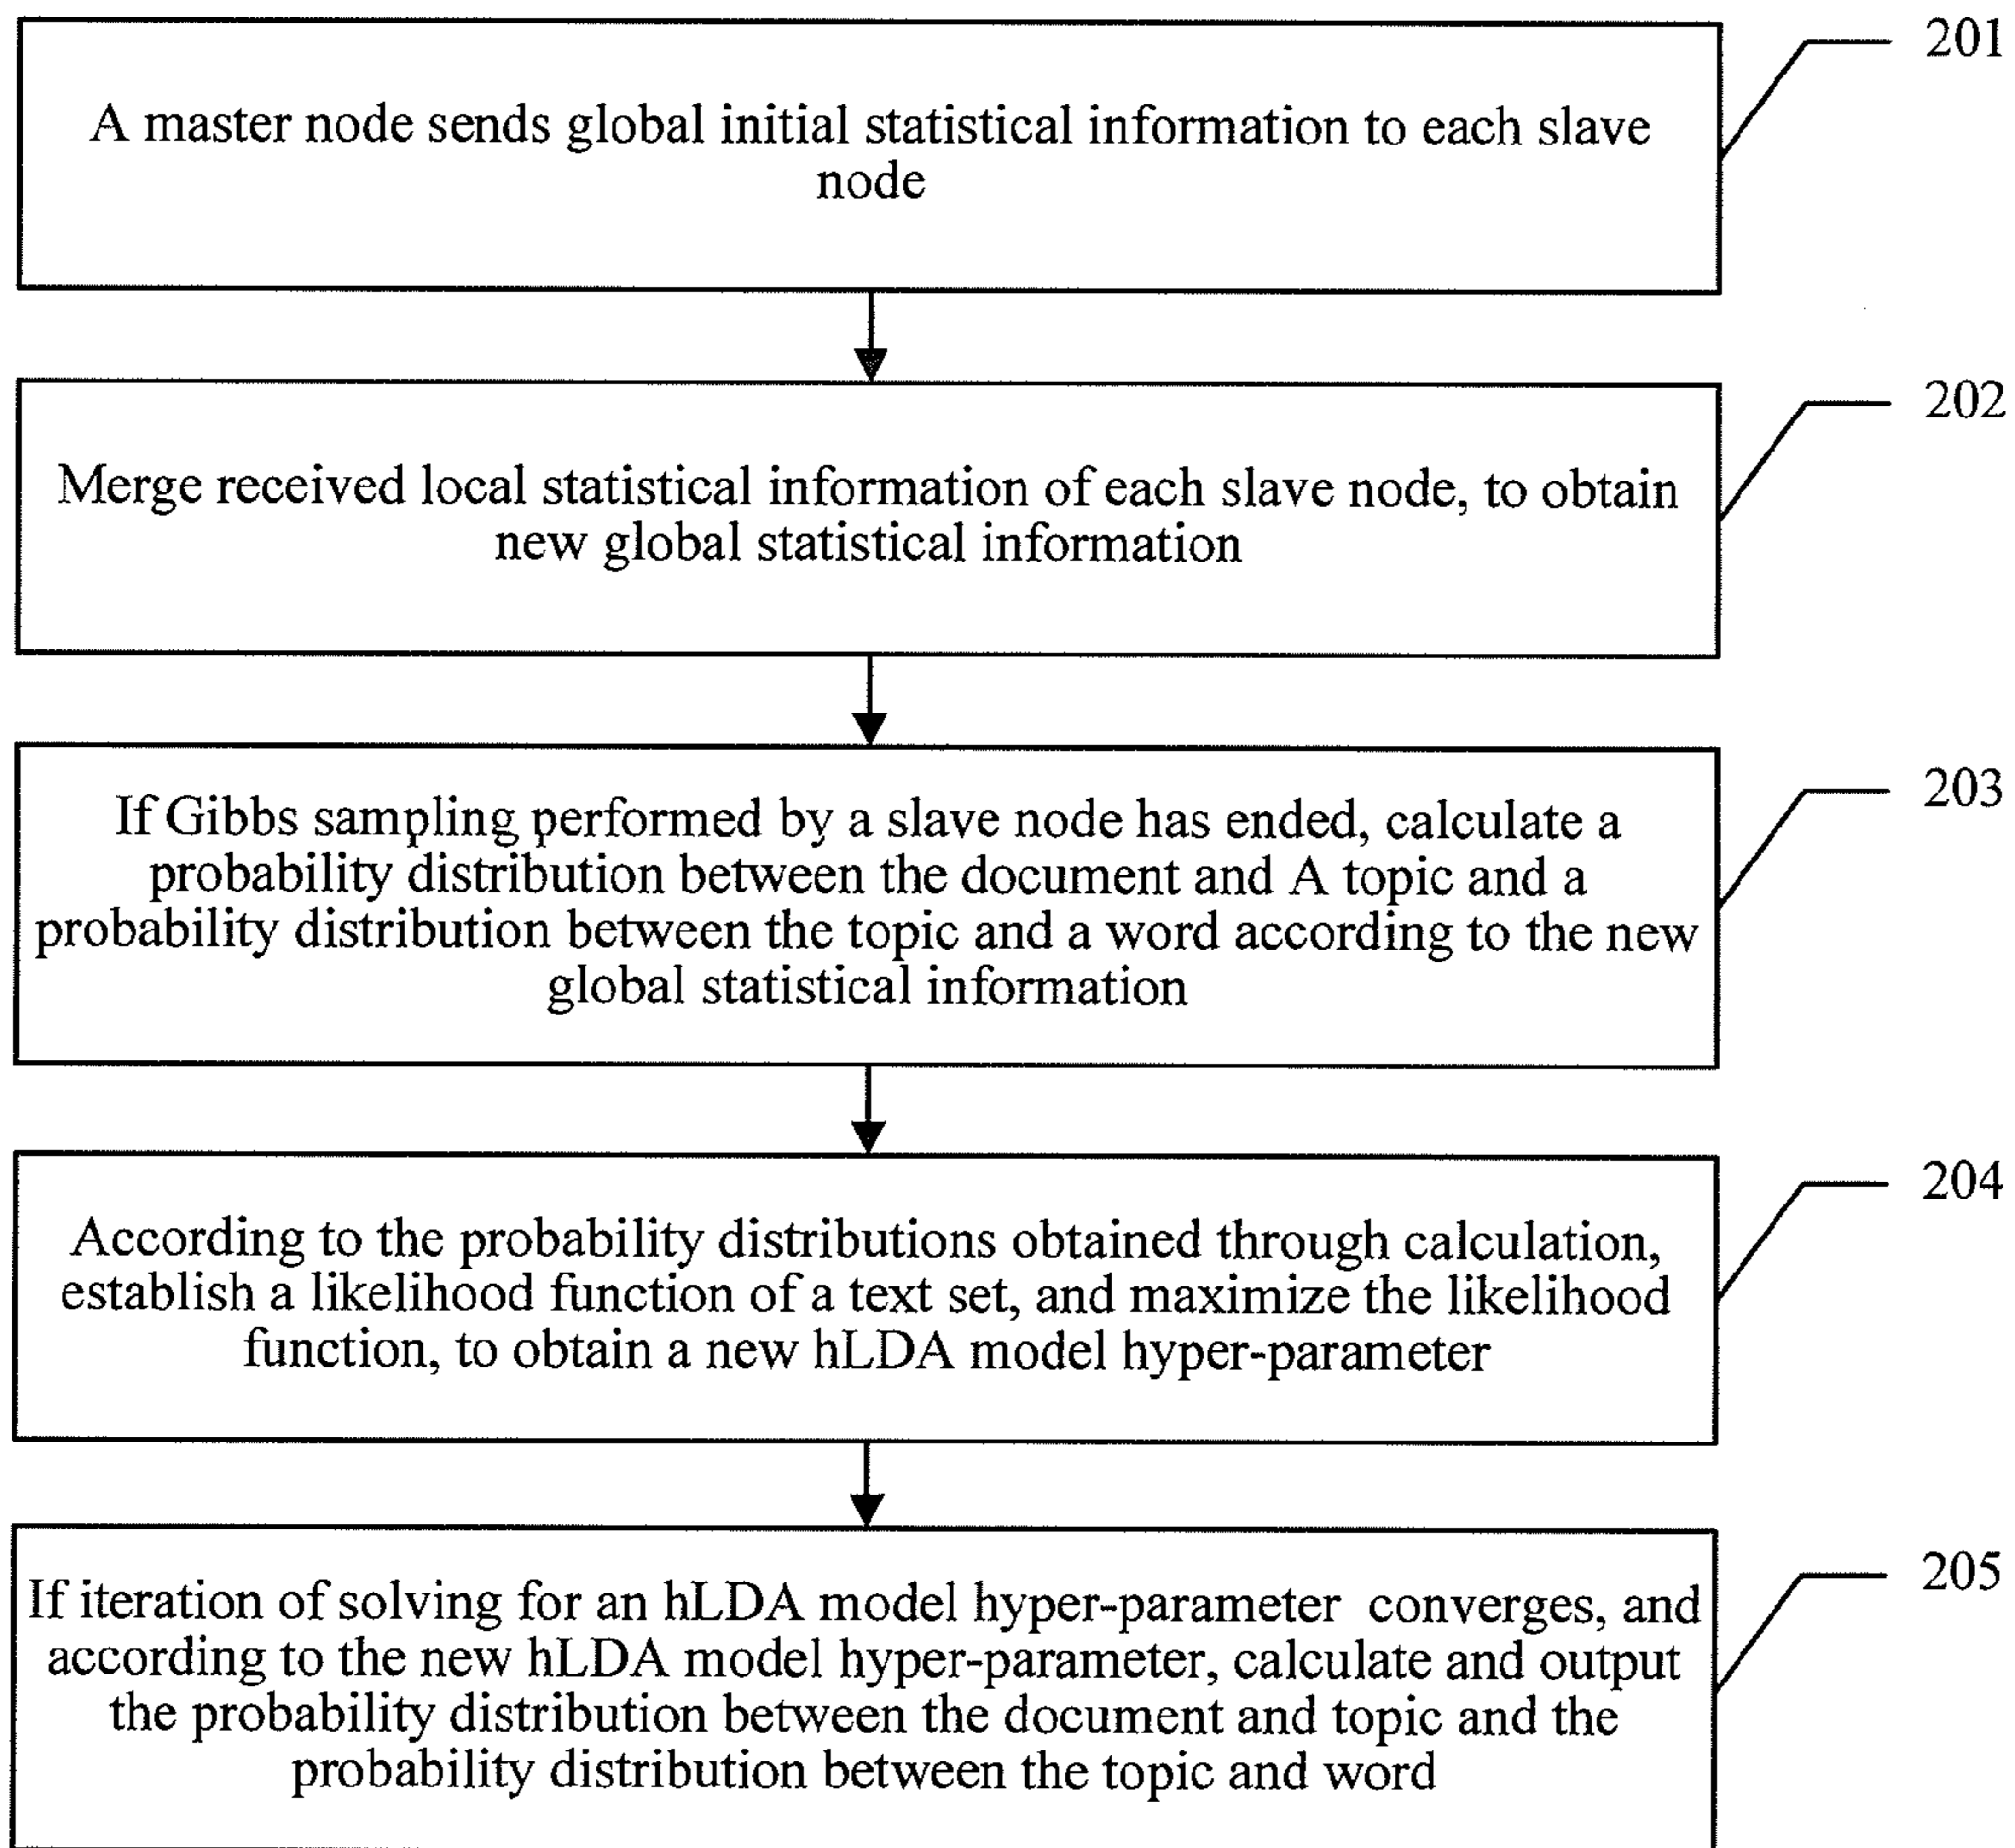 201
A master node sends global initial statistical information to each slave
node
202
Merge received local statistical information of each slave node, to obtain
new global statistical information
203
If Gibbs sampling performed by a slave node has ended, calculate a
probability distribution between the document and A topic and a
probability distribution between the topic and a word according to the new
global statistical information
204
According to the probability distributions obtained through calculation,
establish a likelihood function of a text set, and maximize the likelihood
function, to obtain a new hLDA model hyper-parameter
205
If iteration of solving for an hLDA model hyper-parameter converges, and
according to the new hLDA model hyper-parameter, calculate and output
the probability distribution between the document and topic and the
probability distribution between the topic and word